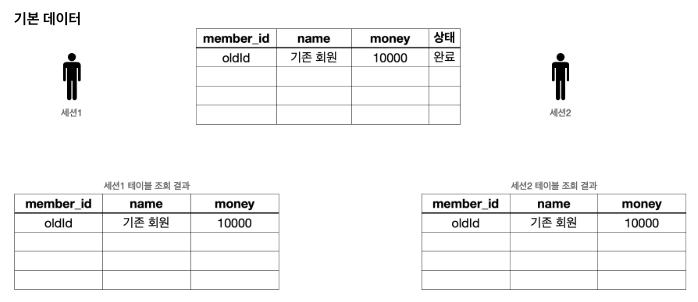 기본 데이터
member_id name money 상태
oldId 기존 회원 10000 완료
세션1 세션2
세션1 테이블 조회 결과 세션2 테이블 조회 결과
member_id name money member_id name money
oldId 기존 회원 10000 oldId 기존 회원 10000